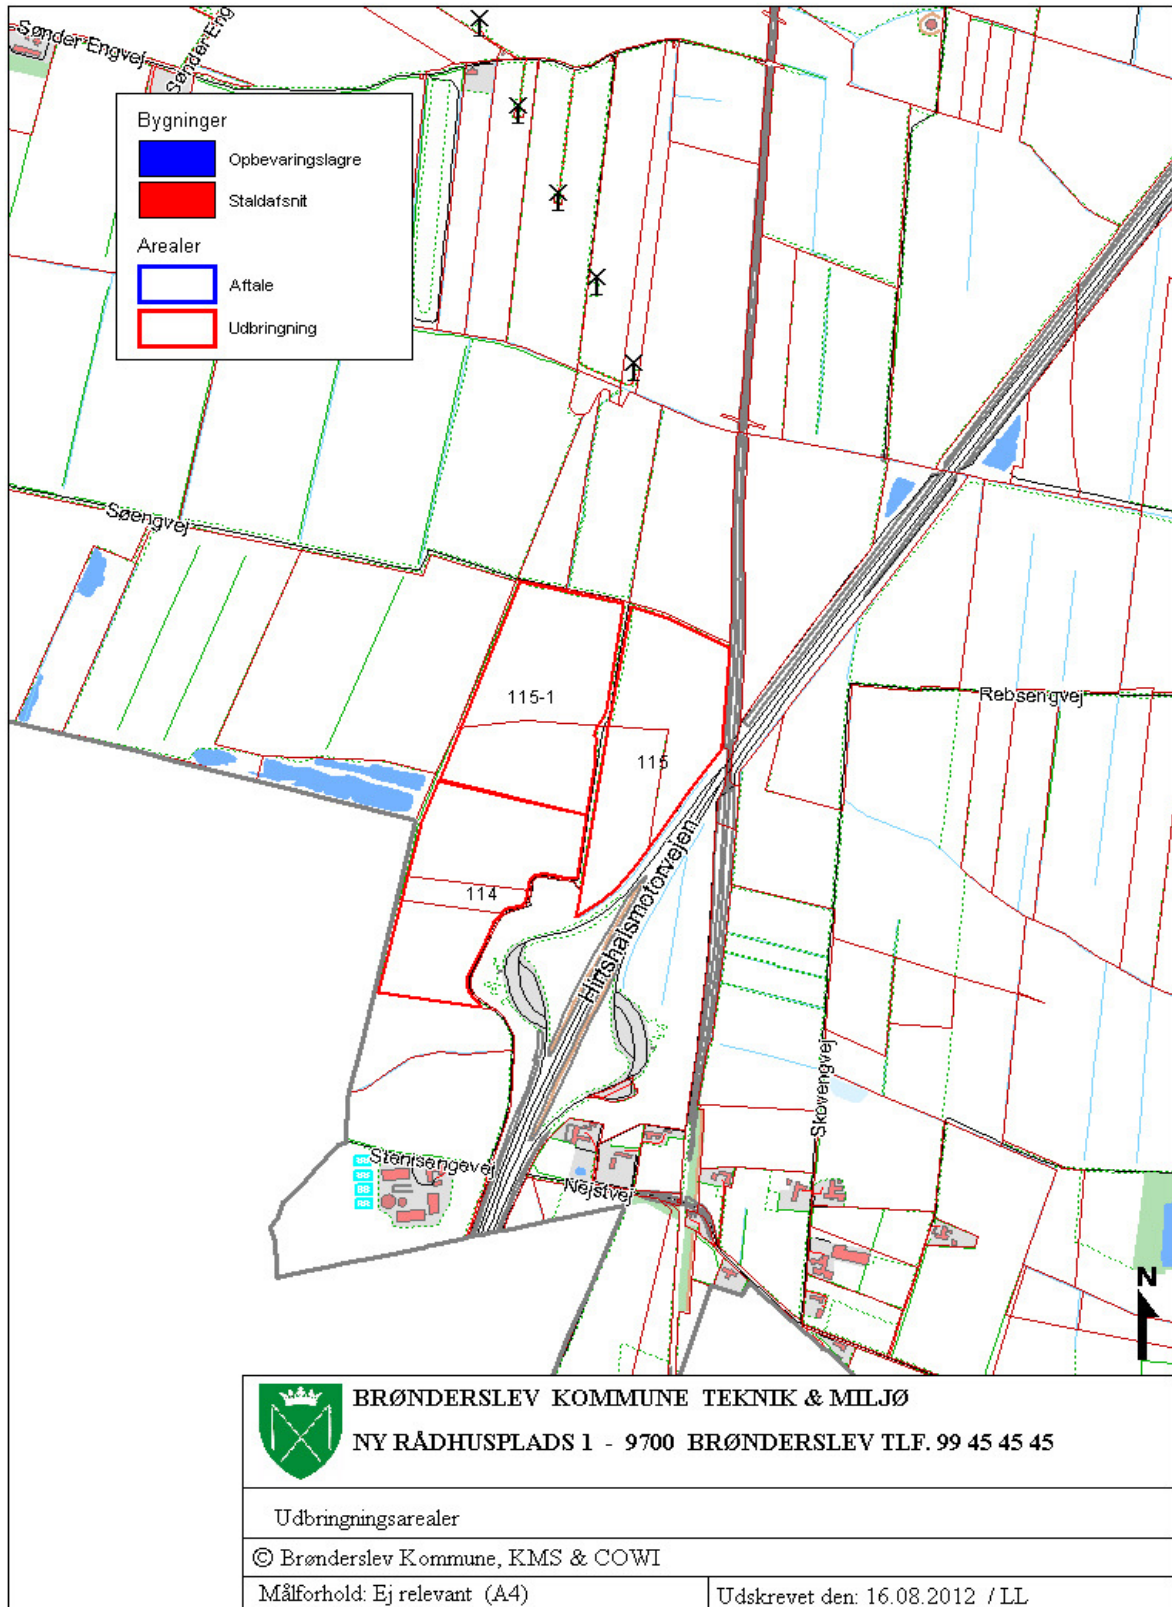 Sønder Engvej
Sønder Eng
Bygninger
Opbevaringslagre
Staldafsnit
Arealer
Aftale
Udbringning
Søengvej
115-1
115
Rebsengvej
114
Hirtshalsmotorvejen
Skovengvej
Stenisengevej
Nejstvej
N
BRØNDERSLEV KOMMUNE TEKNIK & MILJØ
NY RÅDHUSPLADS 1 - 9700 BRØNDERSLEV TLF. 99 45 45 45
Udbringningsarealer
© Brønderslev Kommune, KMS & COWI
Målforhold: Ej relevant (A4)
Udskrevet den: 16.08.2012 / LL